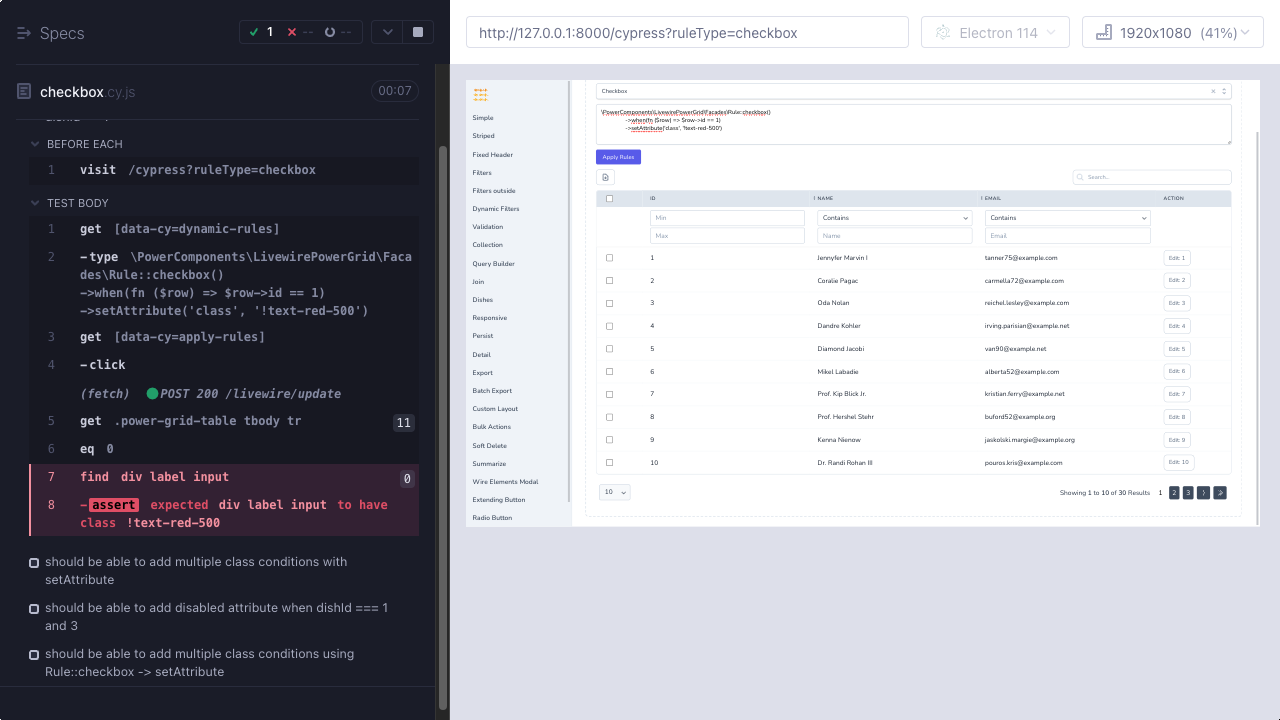 Specs
1
--
--
checkbox.cy.js
00:07
BEFORE EACH
1 visit /cypress?ruleType=checkbox
TEST BODY
1 get [data-cy=dynamic-rules]
2 -type \PowerComponents\LivewirePowerGrid\Faca
des\Rule::checkbox()
->when(fn ($row) => $row->id == 1)
->setAttribute('class', '!text-red-500')
3 get [data-cy=apply-rules]
4 -click
(fetch) POST 200 /livewire/update
5 get .power-grid-table tbody tr 11
6 eq 0
7 find div label input 0
8 -assert expected div label input to have
class !text-red-500
should be able to add multiple class conditions with
setAttribute
should be able to add disabled attribute when dishId === 1
and 3
should be able to add multiple class conditions using
Rule::checkbox -> setAttribute
http://127.0.0.1:8000/cypress?ruleType=checkbox
Electron 114
1920x1080 (41%)
Simple
Striped
Fixed Header
Filters
Filters outside
Dynamic Filters
Validation
Collection
Query Builder
Join
Dishes
Responsive
Persist
Detail
Export
Batch Export
Custom Layout
Bulk Actions
Soft Delete
Summarize
Wire Elements Modal
Extending Button
Radio Button
Checkbox
\PowerComponents\LivewirePowerGrid\Facades\Rule::checkbox()
->when(fn ($row) => $row->id == 1)
->setAttribute('class', '!text-red-500')
Apply Rules
Search...
ID NAME EMAIL ACTION
Min Contains Contains
Max Name Email
1 Jennyfer Marvin I tanner75@example.com Edit: 1
2 Coralie Pagac carmella72@example.com Edit: 2
3 Oda Nolan reichel.lesley@example.com Edit: 3
4 Dandre Kohler irving.parisian@example.net Edit: 4
5 Diamond Jacobi van90@example.net Edit: 5
6 Mikel Labadie alberta52@example.com Edit: 6
7 Prof. Kip Blick Jr. kristian.ferry@example.net Edit: 7
8 Prof. Hershel Stehr buford52@example.org Edit: 8
9 Kenna Nienow jaskolski.margie@example.org Edit: 9
10 Dr. Randi Rohan III pouros.kris@example.com Edit: 10
10
Showing 1 to 10 of 30 Results 1 2 3 › »